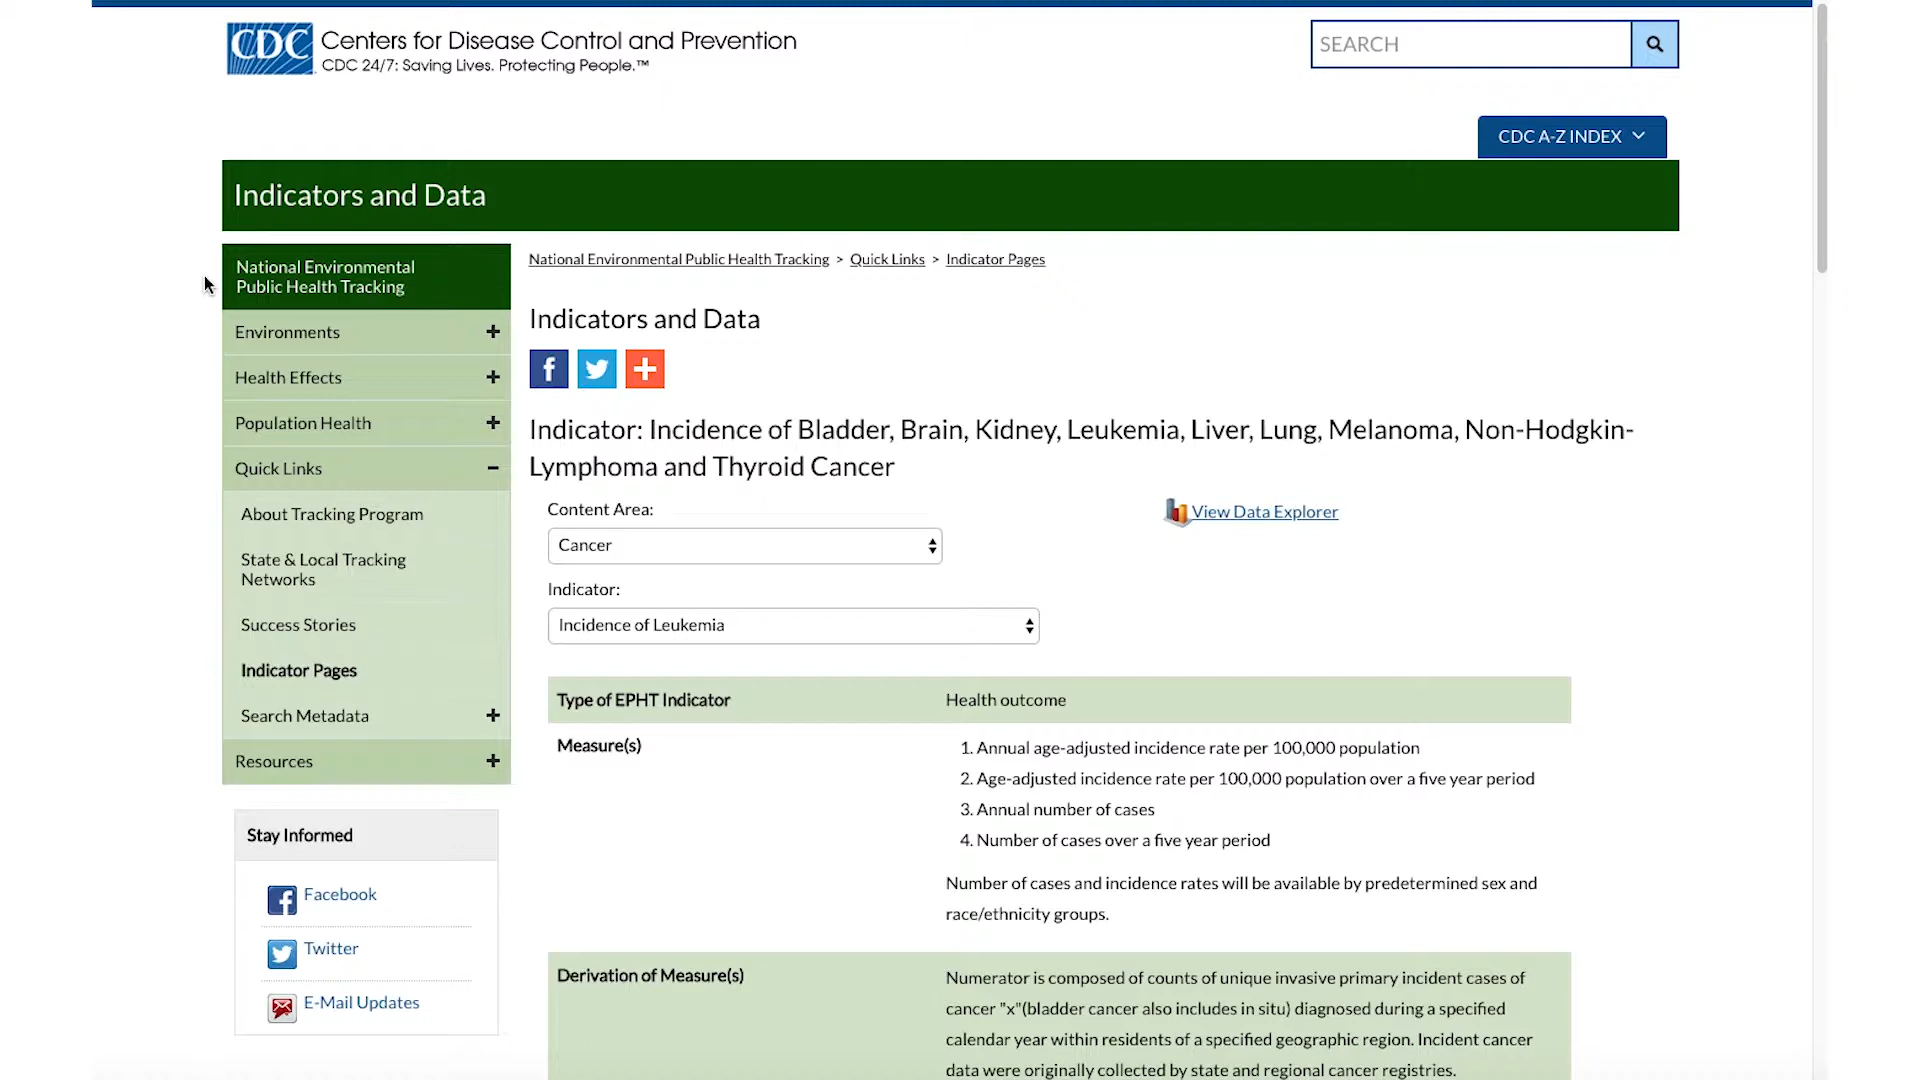 CDC Centers for Disease Control and Prevention
CDC 24/7: Saving Lives. Protecting People.™
SEARCH
CDC A-Z INDEX
Indicators and Data
National Environmental
Public Health Tracking
Environments
Health Effects
Population Health
Quick Links
About Tracking Program
State & Local Tracking
Networks
Success Stories
Indicator Pages
Search Metadata
Resources
Stay Informed
Facebook
Twitter
E-Mail Updates
National Environmental Public Health Tracking > Quick Links > Indicator Pages
Indicators and Data
Indicator: Incidence of Bladder, Brain, Kidney, Leukemia, Liver, Lung, Melanoma, Non-Hodgkin-
Lymphoma and Thyroid Cancer
Content Area:
View Data Explorer
Cancer
Indicator:
Incidence of Leukemia
Type of EPHT Indicator Health outcome
Measure(s) 1. Annual age-adjusted incidence rate per 100,000 population
2. Age-adjusted incidence rate per 100,000 population over a five year period
3. Annual number of cases
4. Number of cases over a five year period
Number of cases and incidence rates will be available by predetermined sex and
race/ethnicity groups.
Derivation of Measure(s) Numerator is composed of counts of unique invasive primary incident cases of
cancer "x"(bladder cancer also includes in situ) diagnosed during a specified
calendar year within residents of a specified geographic region. Incident cancer
data were originally collected by state and regional cancer registries.